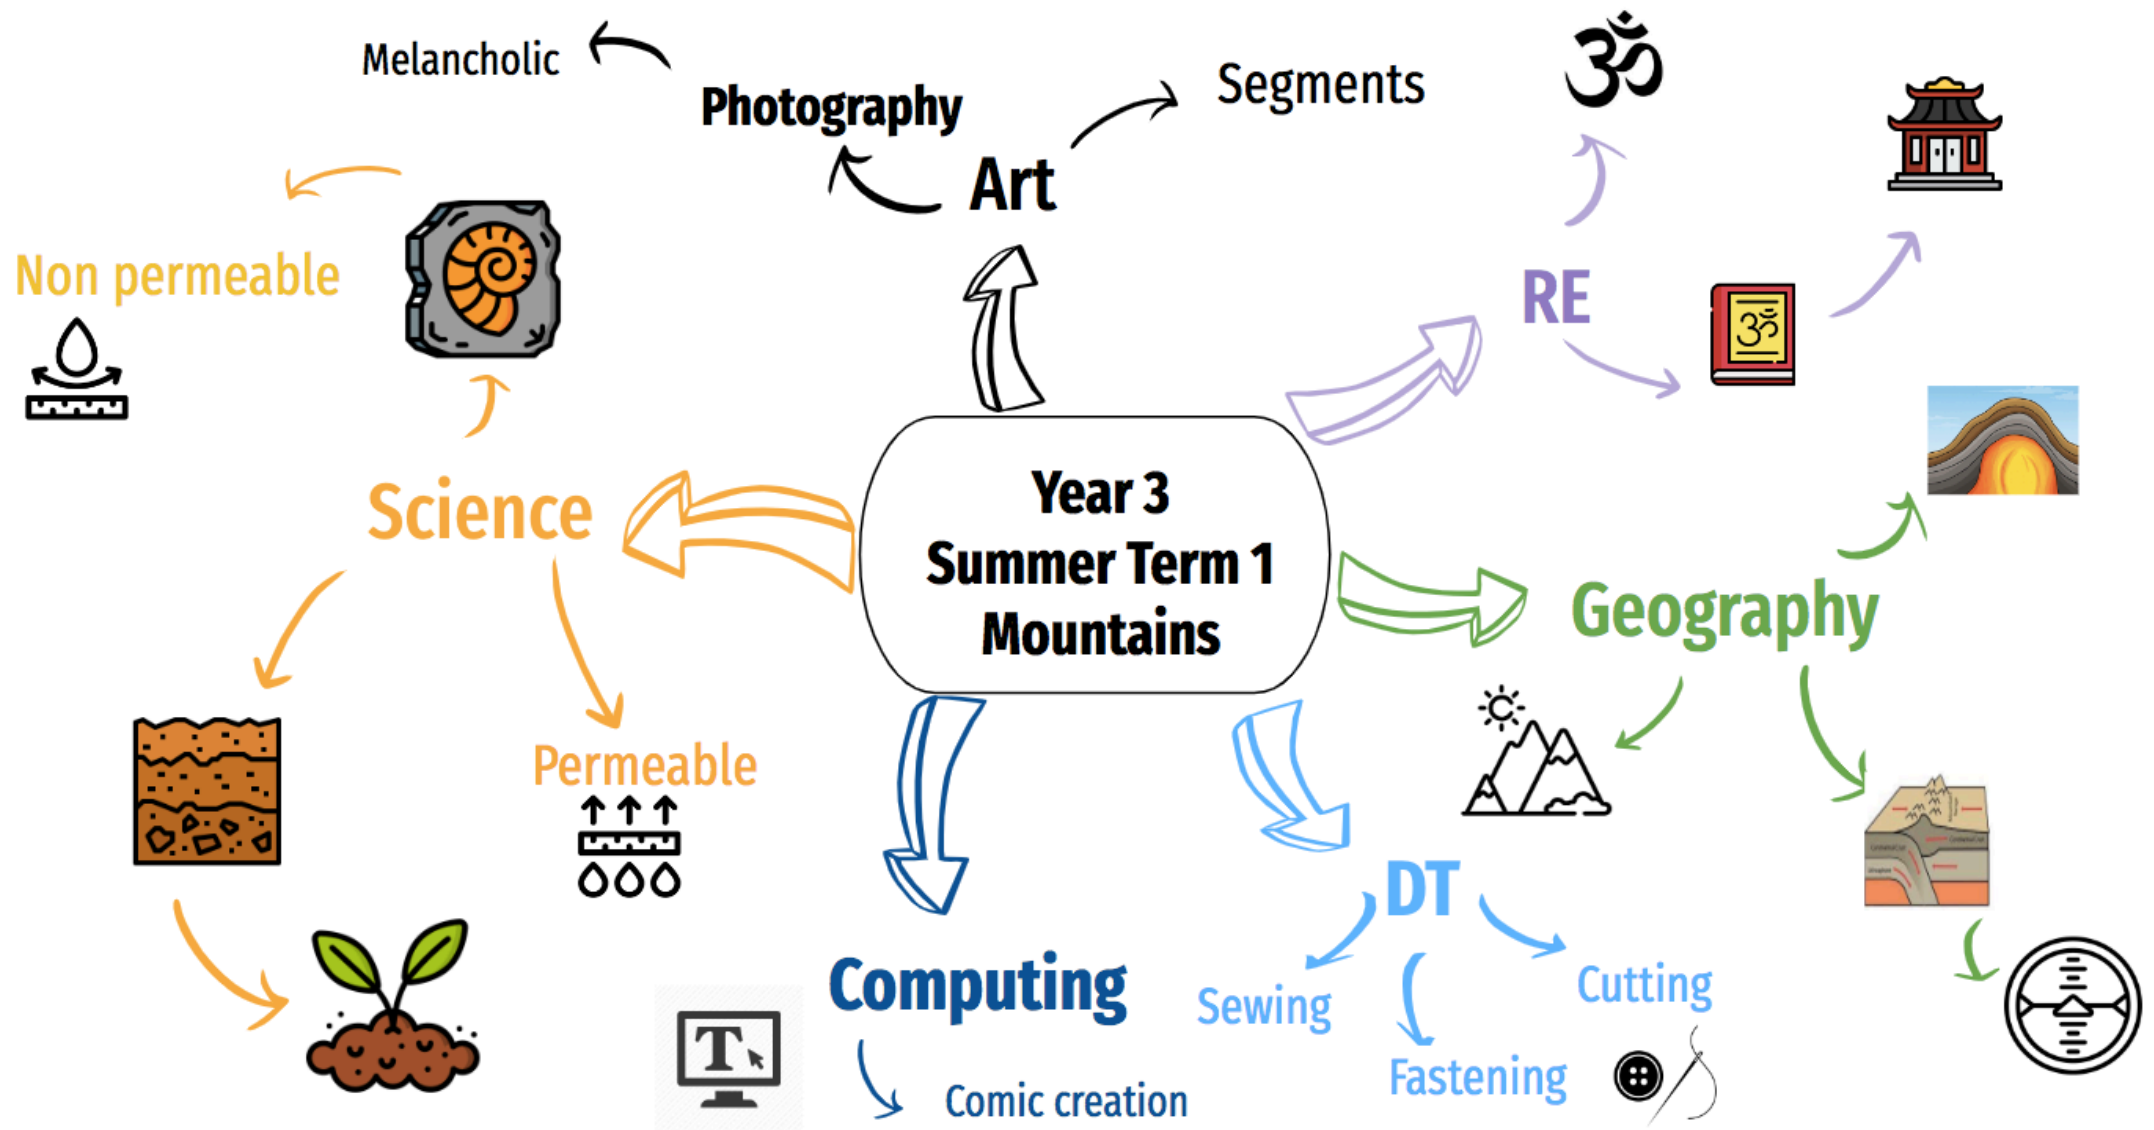 Melancholic
Photography
Segments
Art
ॐ
Non permeable
RE
ॐ
Year 3
Summer Term 1
Mountains
Science
Geography
Permeable
DT
Computing
Sewing
Cutting
Fastening
T
Comic creation